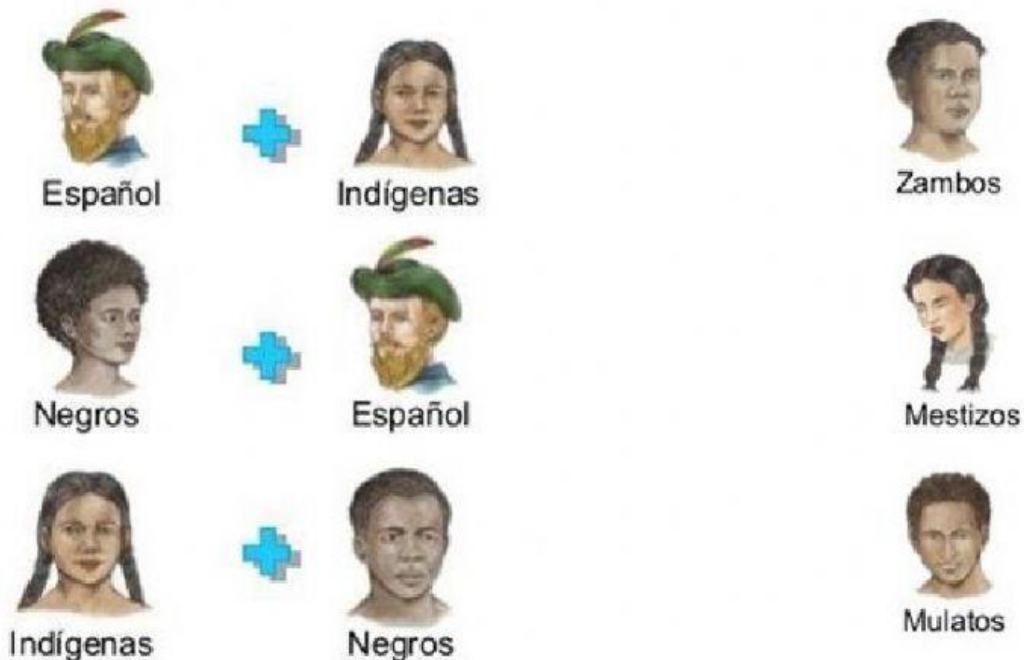 Español
Indígenas
Zambos
Negros
Español
Mestizos
Indígenas
Negros
Mulatos